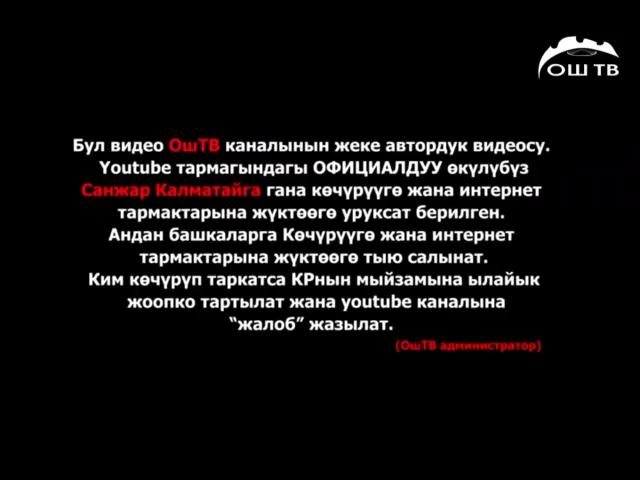 ОШ ТВ
Бул видео ОшТВ каналынын жеке автордук видеосу.
Youtube тармагындагы ОФИЦИАЛДУУ өкүлүбүз
Санжар Калматайга гана көчүрүүгө жана интернет
тармактарына жүктөөгө уруксат берилген.
Андан башкаларга Көчүрүүгө жана интернет
тармактарына жүктөөгө тыю салынат.
Ким көчүрүп таркатса КРнын мыйзамына ылайык
жоопко тартылат жана youtube каналына
“жалоб” жазылат.
(ОшТВ администратор)